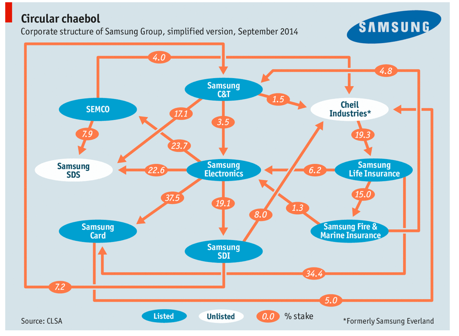 Circular chaebol
Corporate structure of Samsung Group, simplified version, September 2014
SAMSUNG
4.0
4.8
Samsung
C&T
1.5
SEMCO
17.1
Cheil
Industries*
7.9
3.5
19.3
23.7
Samsung
SDS
22.6
Samsung
Electronics
6.2
Samsung
Life Insurance
37.5
19.1
8.0
1.3
15.0
Samsung
Card
Samsung Fire &
Marine Insurance
Samsung
SDI
34.4
7.2
5.0
Source: CLSA
Listed
Unlisted
0.0 % stake
*Formerly Samsung Everland